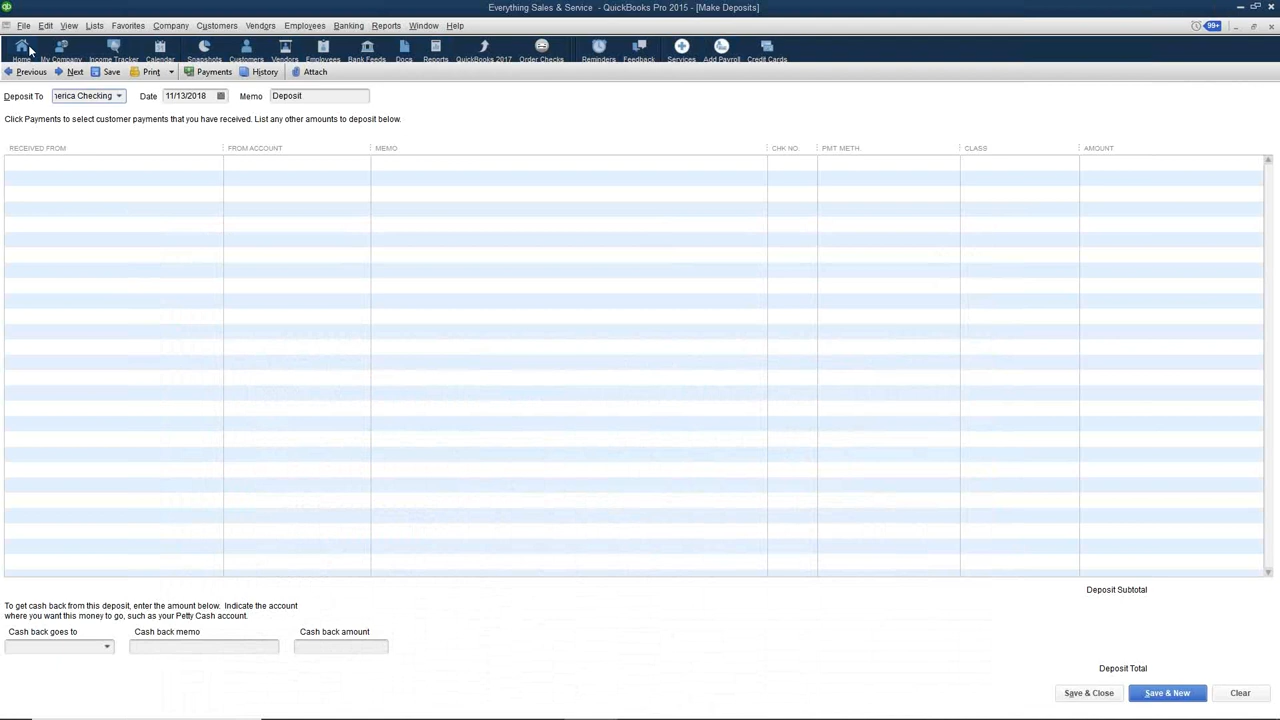 Everything Sales & Service - QuickBooks Pro 2015 - [Make Deposits]
File Edit View Lists Favorites Company Customers Vendors Employees Banking Reports Window Help 99+
Home My Company Income Tracker Calendar Snapshots Customers Vendors Employees Bank Feeds Docs Reports QuickBooks 2017 Order Checks Reminders Feedback Services Add Payroll Credit Cards
Previous Next Save Print Payments History Attach
Deposit To erica Checking Date 11/13/2018 Memo Deposit
Click Payments to select customer payments that you have received. List any other amounts to deposit below.
RECEIVED FROM FROM ACCOUNT MEMO CHK NO. PMT METH. CLASS AMOUNT
Deposit Subtotal
To get cash back from this deposit, enter the amount below. Indicate the account
where you want this money to go, such as your Petty Cash account.
Cash back goes to Cash back memo Cash back amount
Deposit Total
Save & Close Save & New Clear